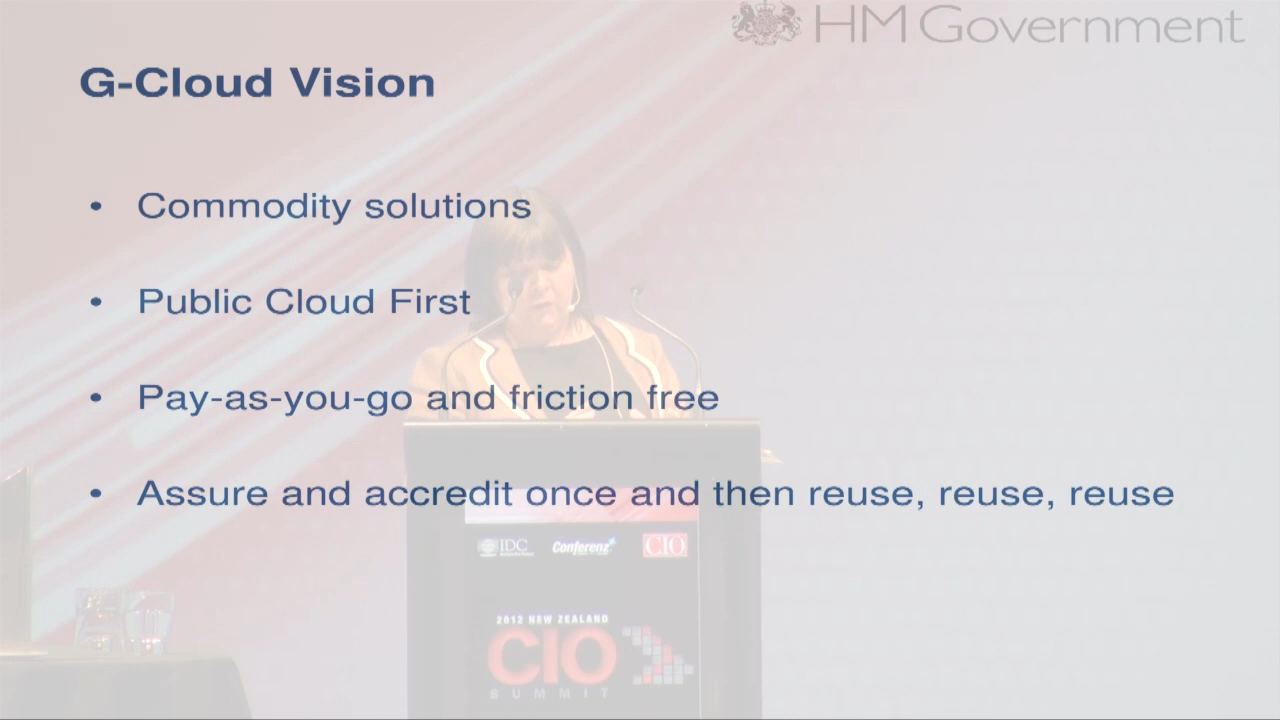 HM Government
G-Cloud Vision
• Commodity solutions
• Public Cloud First
• Pay-as-you-go and friction free
• Assure and accredit once and then reuse, reuse, reuse
IDC Conferenz CIO
2012 NEW ZEALAND
CIO
SUMMIT